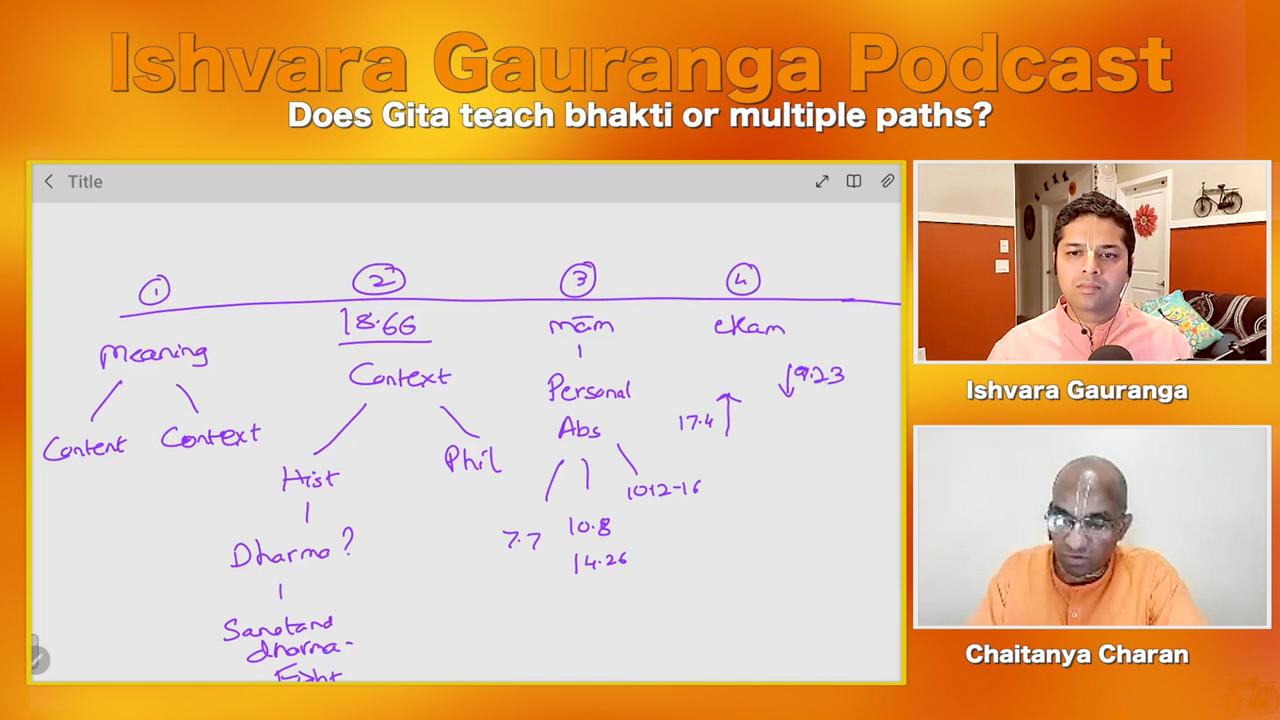 Ishvara Gauranga Podcast
Does Gita teach bhakti or multiple paths?
Title
1
Meaning
Content
Context
2
18.66
Context
Hist
Phil
Dharma?
Sanatand
dharma-
Fight
3
mām
Personal
Abs
7.7
10.8
14.26
10.12-16
4
ekam
17.4
9.23
Ishvara Gauranga
Chaitanya Charan